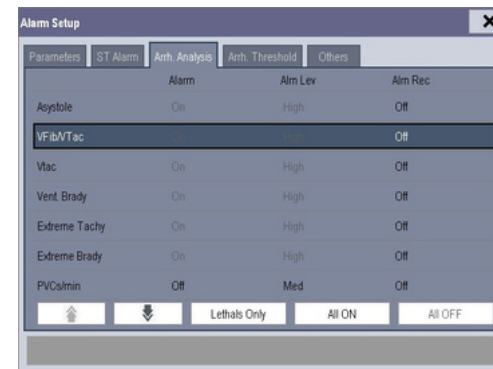 Alarm Setup
Parameters ST Alarm Arrh. Analysis Arrh. Threshold Others
Alarm Alm Lev Alm Rec
Asystole On High Off
VFib/VTac On High Off
Vtac On High Off
Vent. Brady On High Off
Extreme Tachy On High Off
Extreme Brady On High Off
PVCs/min Off Med Off
Lethals Only All ON All OFF